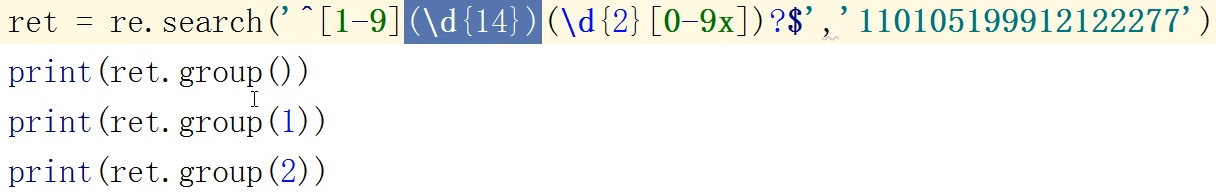 ret = re.search('^[1-9](\d{14})(\d{2}[0-9x])?$','110105199912122277')
print(ret.group())
print(ret.group(1))
print(ret.group(2))